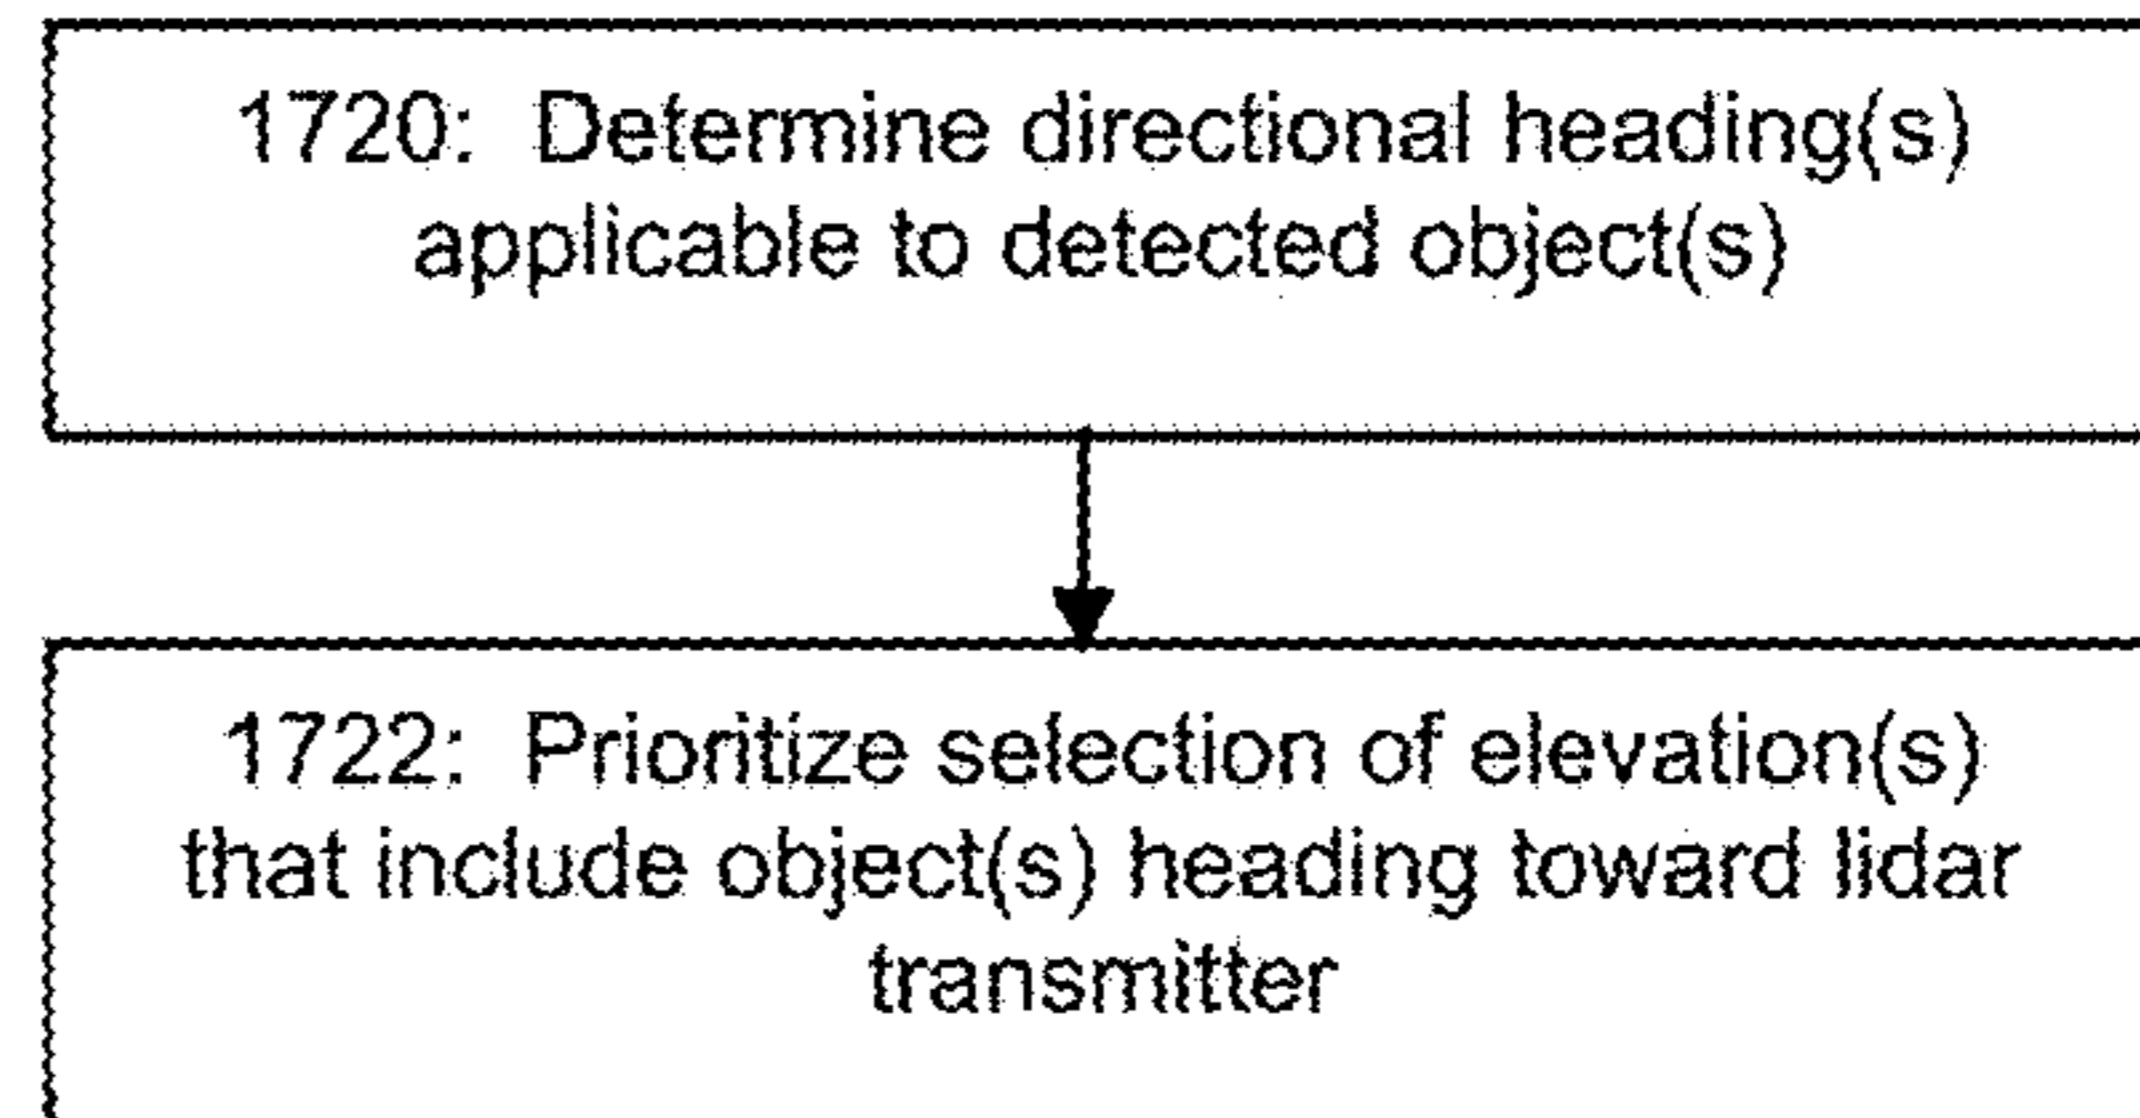 1720: Determine directional heading(s)
applicable to detected object(s)
1722: Prioritize selection of elevation(s)
that include object(s) heading toward lidar
transmitter